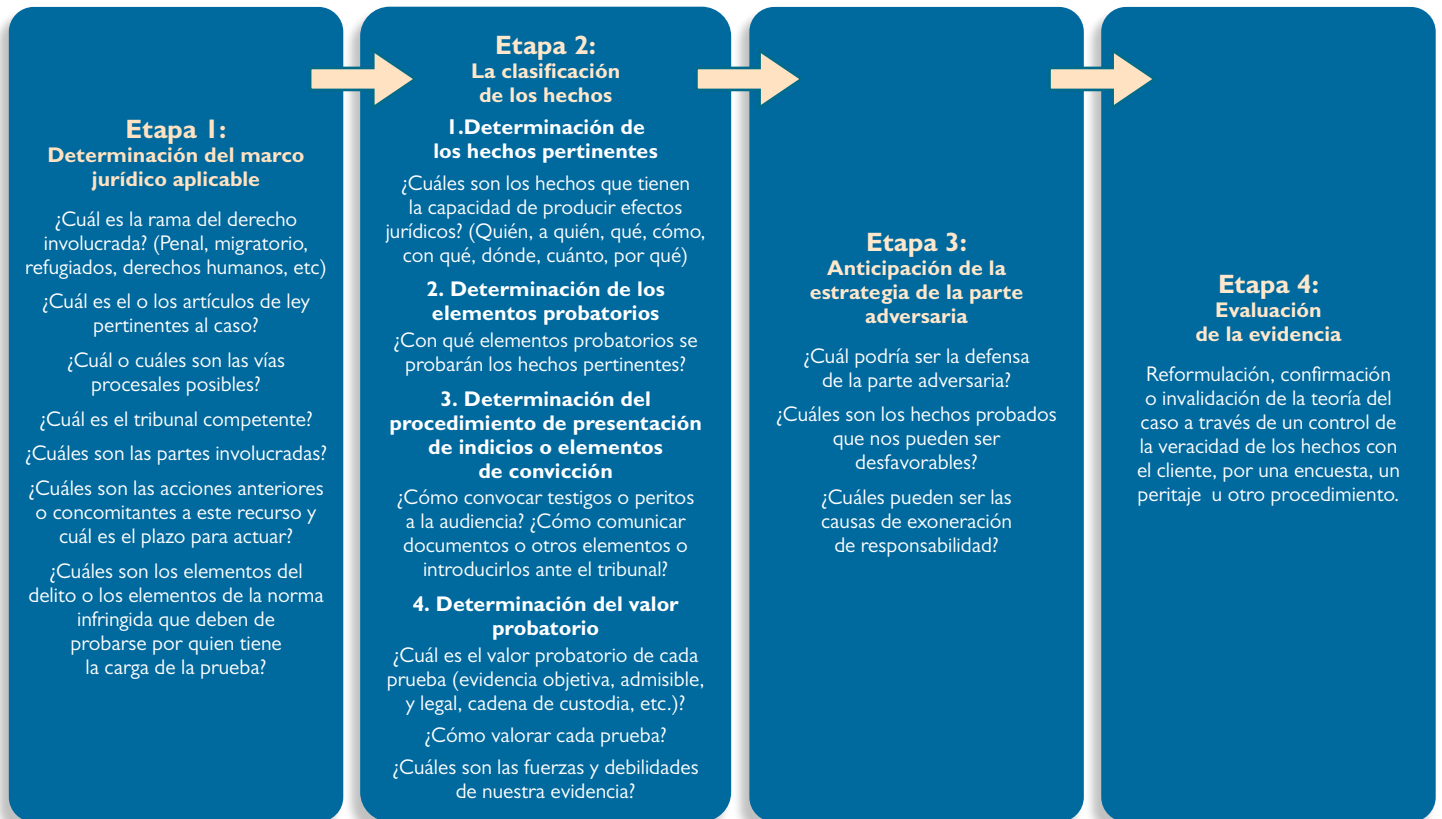 Etapa 1:
Determinación del marco
jurídico aplicable
¿Cuál es la rama del derecho
involucrada? (Penal, migratorio,
refugiados, derechos humanos, etc)
¿Cuál es el o los artículos de ley
pertinentes al caso?
¿Cuál o cuáles son las vías
procesales posibles?
¿Cuál es el tribunal competente?
¿Cuáles son las partes involucradas?
¿Cuáles son las acciones anteriores
o concomitantes a este recurso y
cuál es el plazo para actuar?
¿Cuáles son los elementos del
delito o los elementos de la norma
infringida que deben de
probarse por quien tiene
la carga de la prueba?
Etapa 2:
La clasificación
de los hechos
1.Determinación de
los hechos pertinentes
¿Cuáles son los hechos que tienen
la capacidad de producir efectos
jurídicos? (Quién, a quién, qué, cómo,
con qué, dónde, cuánto, por qué)
2. Determinación de los
elementos probatorios
¿Con qué elementos probatorios se
probarán los hechos pertinentes?
3. Determinación del
procedimiento de presentación
de indicios o elementos
de convicción
¿Cómo convocar testigos o peritos
a la audiencia? ¿Cómo comunicar
documentos o otros elementos o
introducirlos ante el tribunal?
4. Determinación del valor
probatorio
¿Cuál es el valor probatorio de cada
prueba (evidencia objetiva, admisible,
y legal, cadena de custodia, etc.)?
¿Cómo valorar cada prueba?
¿Cuáles son las fuerzas y debilidades
de nuestra evidencia?
Etapa 3:
Anticipación de la
estrategia de la parte
adversaria
¿Cuál podría ser la defensa
de la parte adversaria?
¿Cuáles son los hechos probados
que nos pueden ser
desfavorables?
¿Cuáles pueden ser las
causas de exoneración
de responsabilidad?
Etapa 4:
Evaluación
de la evidencia
Reformulación, confirmación
o invalidación de la teoría del
caso a través de un control de
la veracidad de los hechos con
el cliente, por una encuesta, un
peritaje u otro procedimiento.